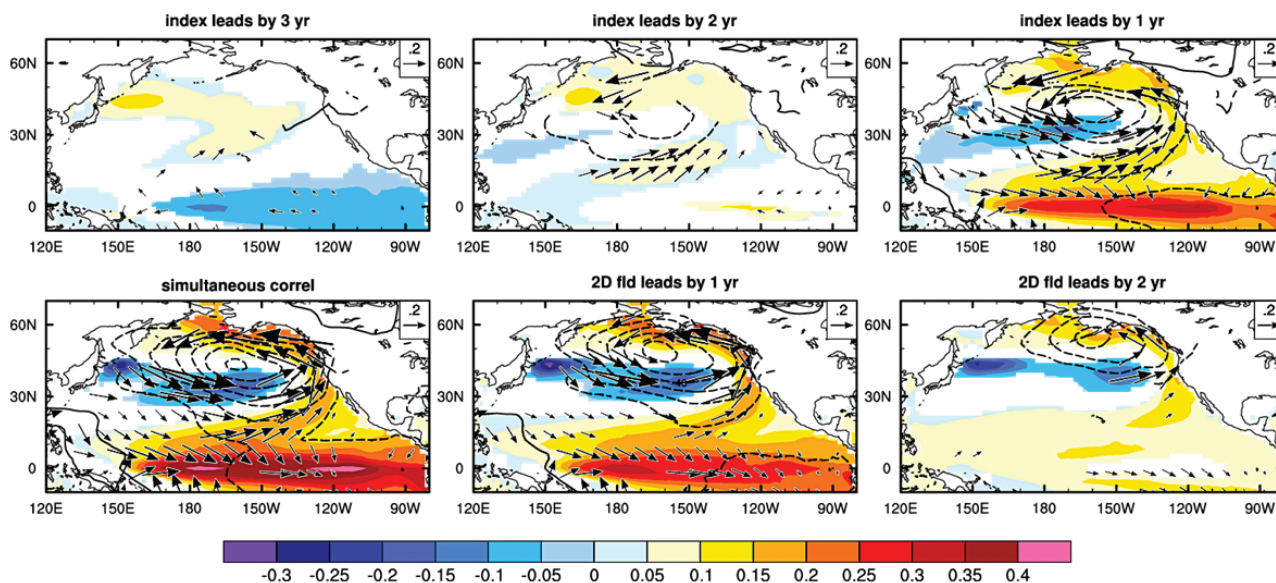 index leads by 3 yr
index leads by 2 yr
index leads by 1 yr
60N
30N
0
.2
120E 150E 180 150W 120W 90W
60N
30N
0
.2
120E 150E 180 150W 120W 90W
60N
30N
0
.2
120E 150E 180 150W 120W 90W
simultaneous correl
2D fld leads by 1 yr
2D fld leads by 2 yr
60N
30N
0
.2
120E 150E 180 150W 120W 90W
60N
30N
0
.2
120E 150E 180 150W 120W 90W
60N
30N
0
.2
120E 150E 180 150W 120W 90W
-0.3 -0.25 -0.2 -0.15 -0.1 -0.05 0 0.05 0.1 0.15 0.2 0.25 0.3 0.35 0.4